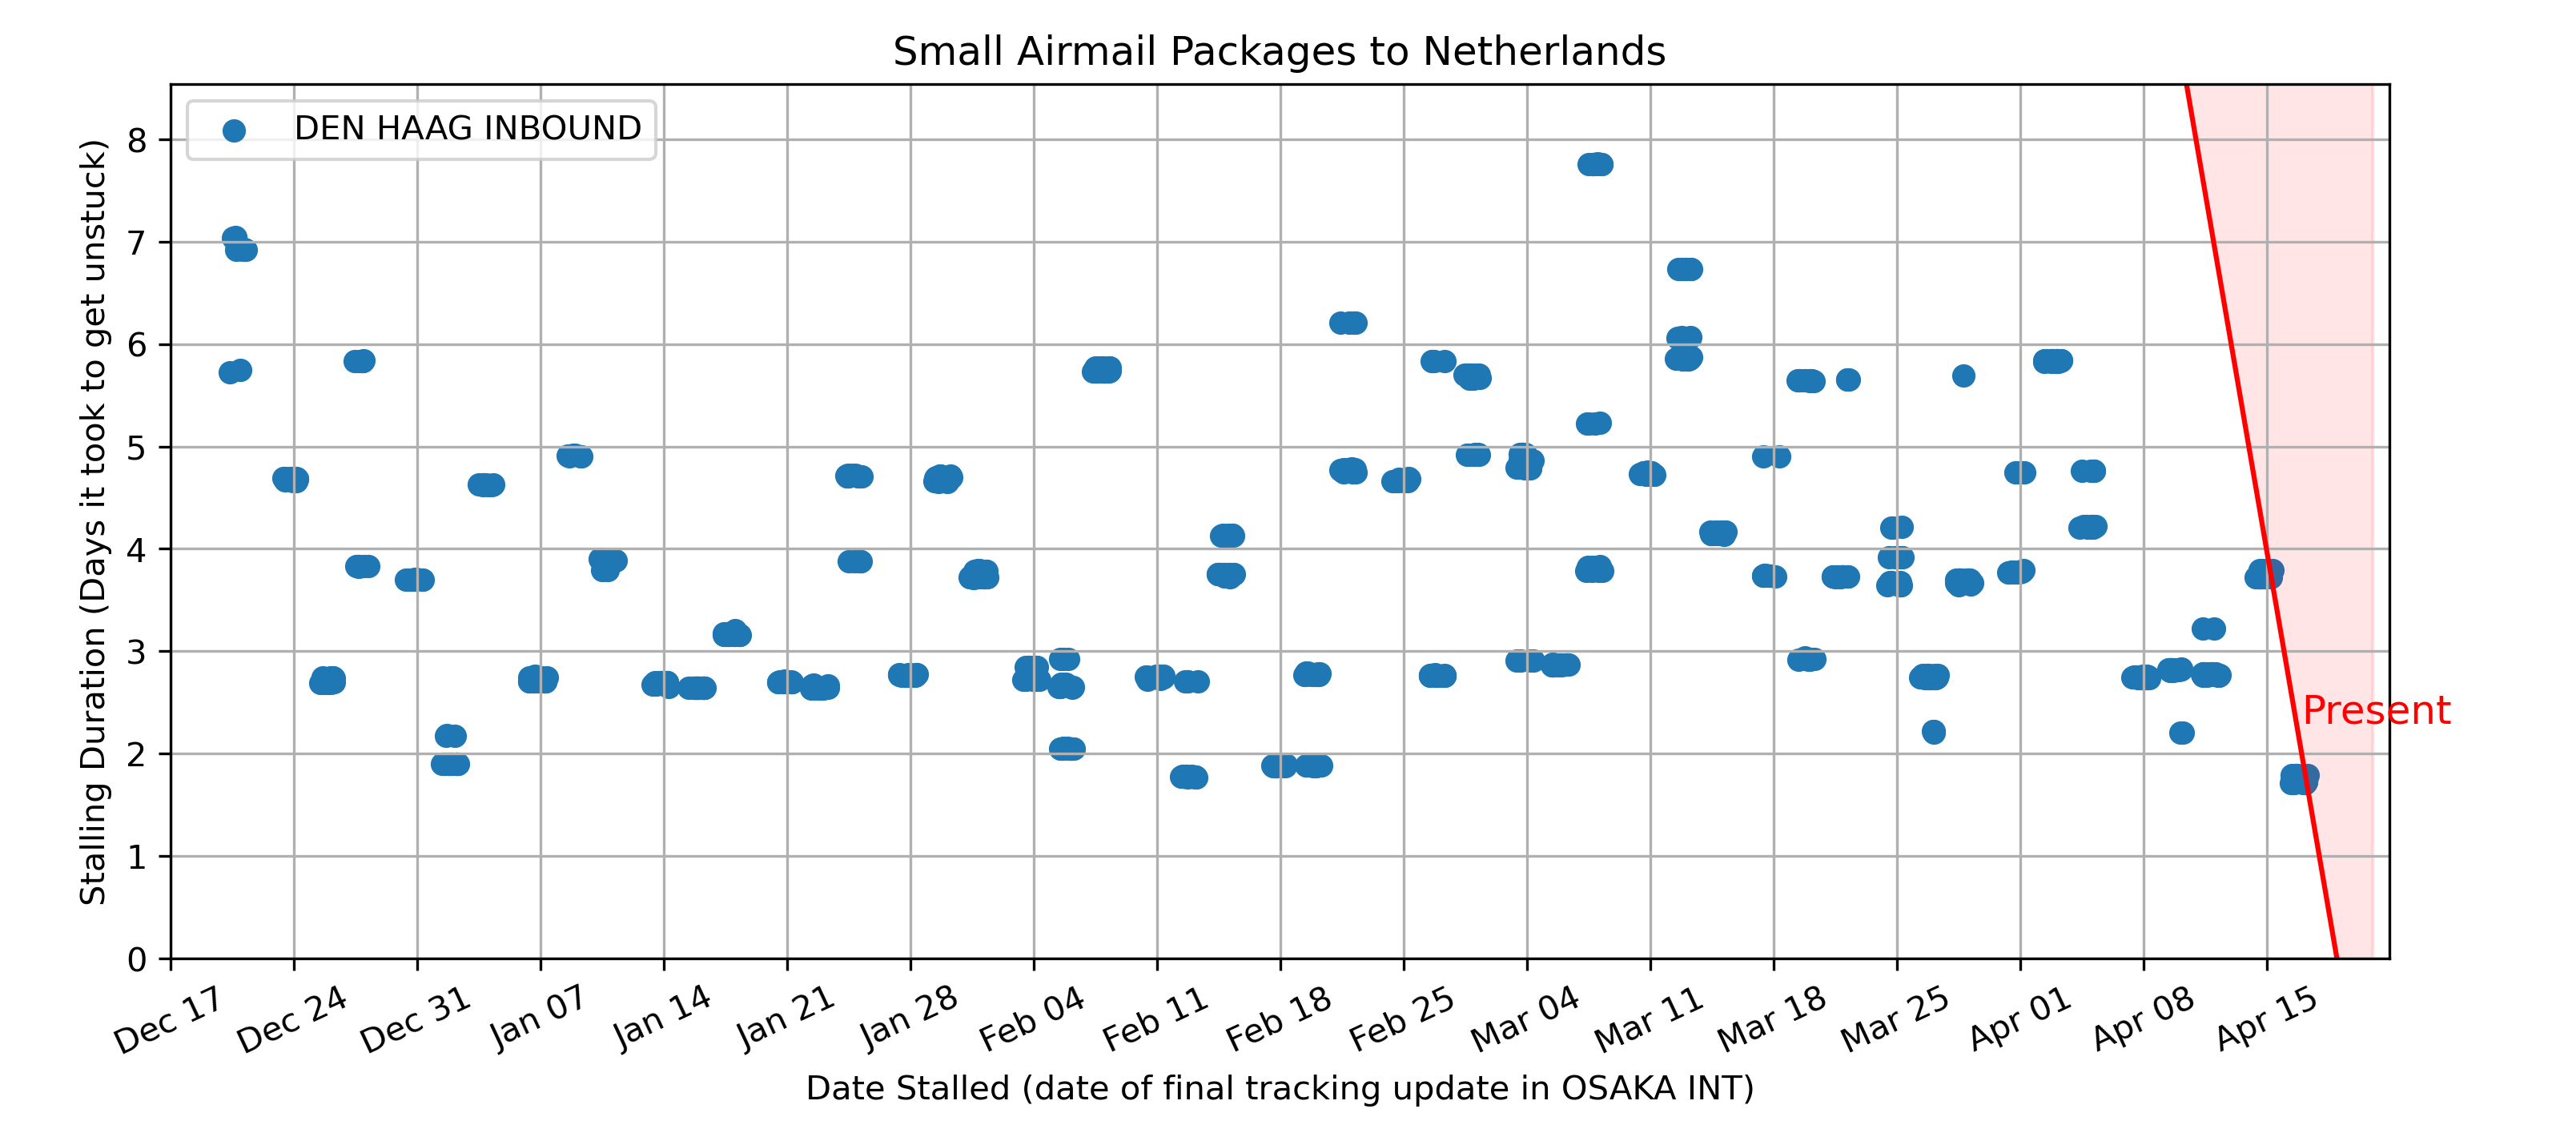 Small Airmail Packages to Netherlands
DEN HAAG INBOUND
Stalling Duration (Days it took to get unstuck)
8
7
6
5
4
3
2
1
0
Present
Dec 17
Dec 24
Dec 31
Jan 07
Jan 14
Jan 21
Jan 28
Feb 04
Feb 11
Feb 18
Feb 25
Mar 04
Mar 11
Mar 18
Mar 25
Apr 01
Apr 08
Apr 15
Date Stalled (date of final tracking update in OSAKA INT)